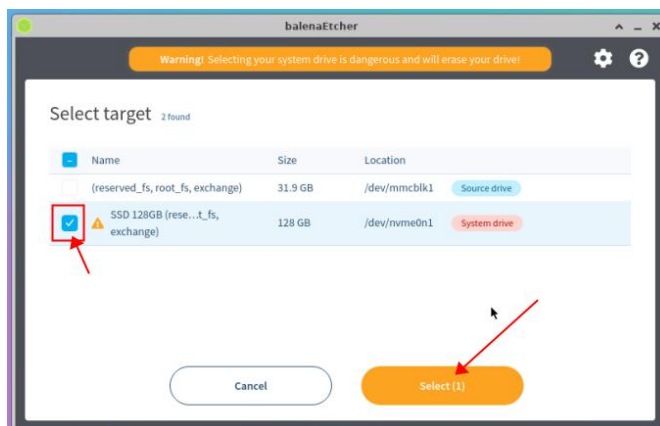 balenaEtcher
Warning! Selecting your system drive is dangerous and will erase your drive!
Select target 2 found
Name Size Location
(reserved_fs, root_fs, exchange) 31.9 GB /dev/mmcblk1 Source drive
SSD 128GB (rese...t_fs,
exchange) 128 GB /dev/nvme0n1 System drive
Cancel Select (1)